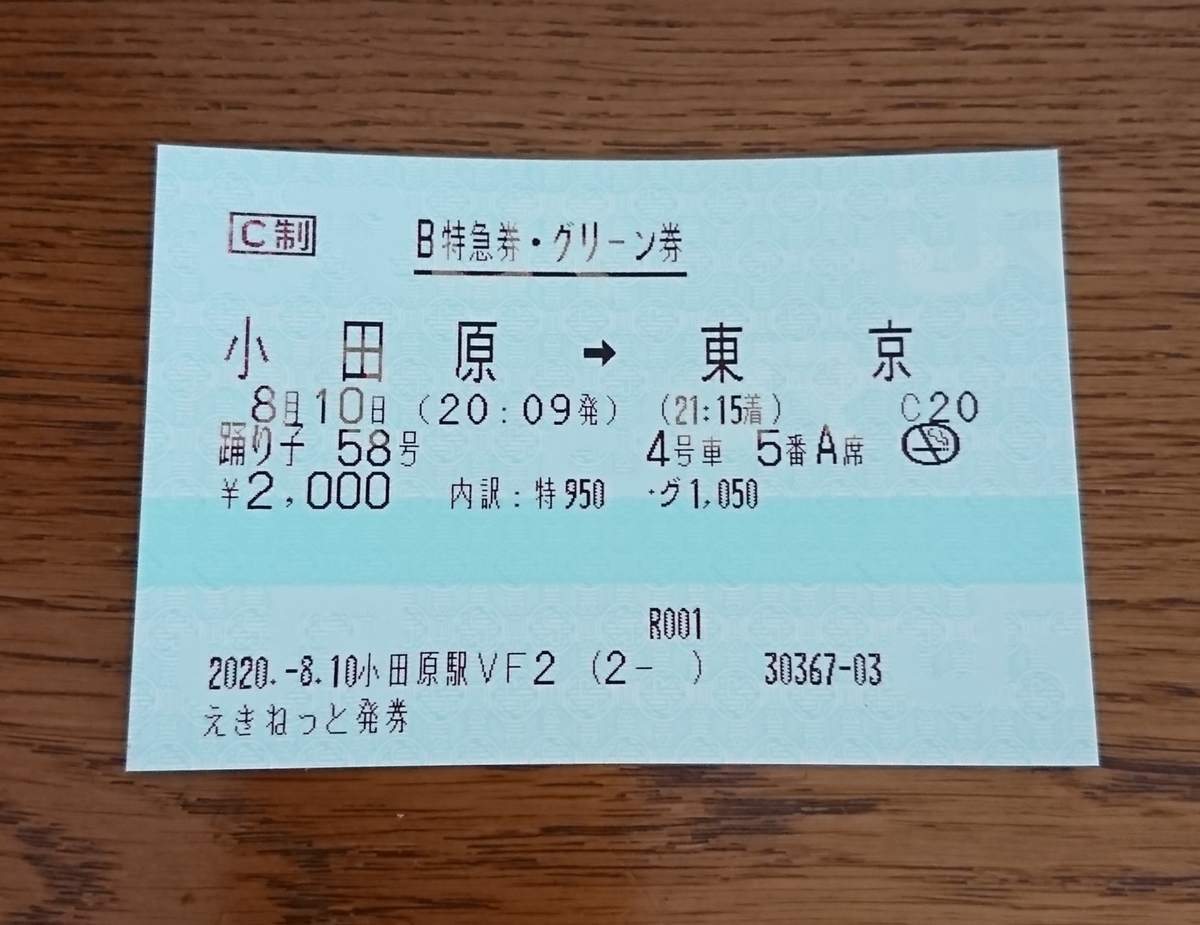 C制 B特急券・グリーン券
小田原 → 東京
8月10日 (20:09発) (21:15着) C20
踊り子 58号 4号車 5番A席
¥2,000 内訳:特950 ・グ1,050
R001
2020.-8.10小田原駅VF2 (2- ) 30367-03
えきねっと発券